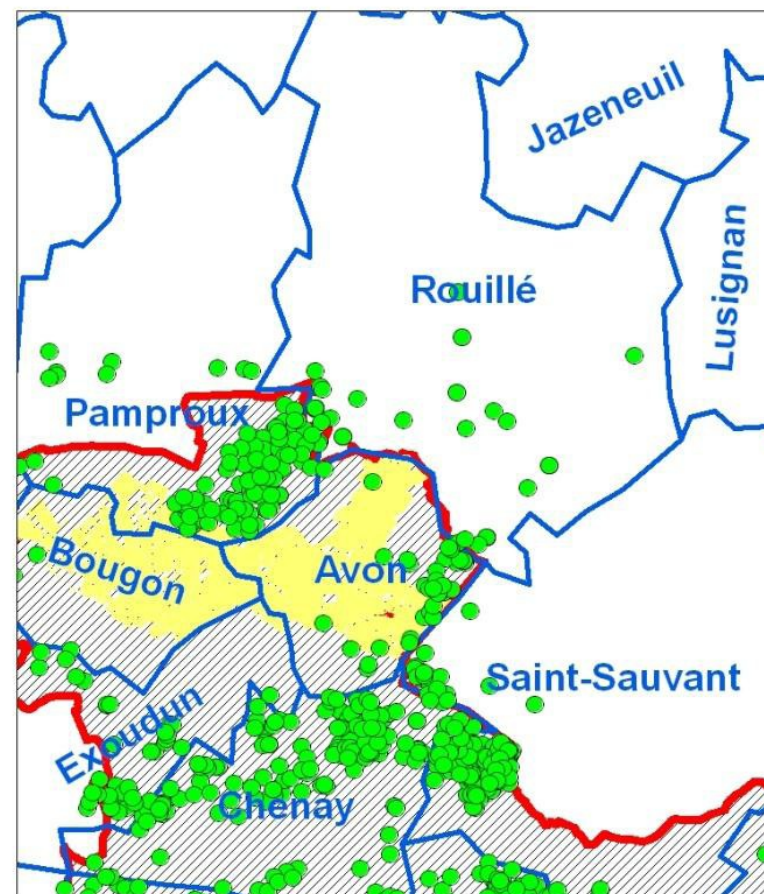 Jazeneuil
Lusignan
Rouillé
Pamproux
Bougon
Avon
Saint-Sauvant
Exoudun
Chenay